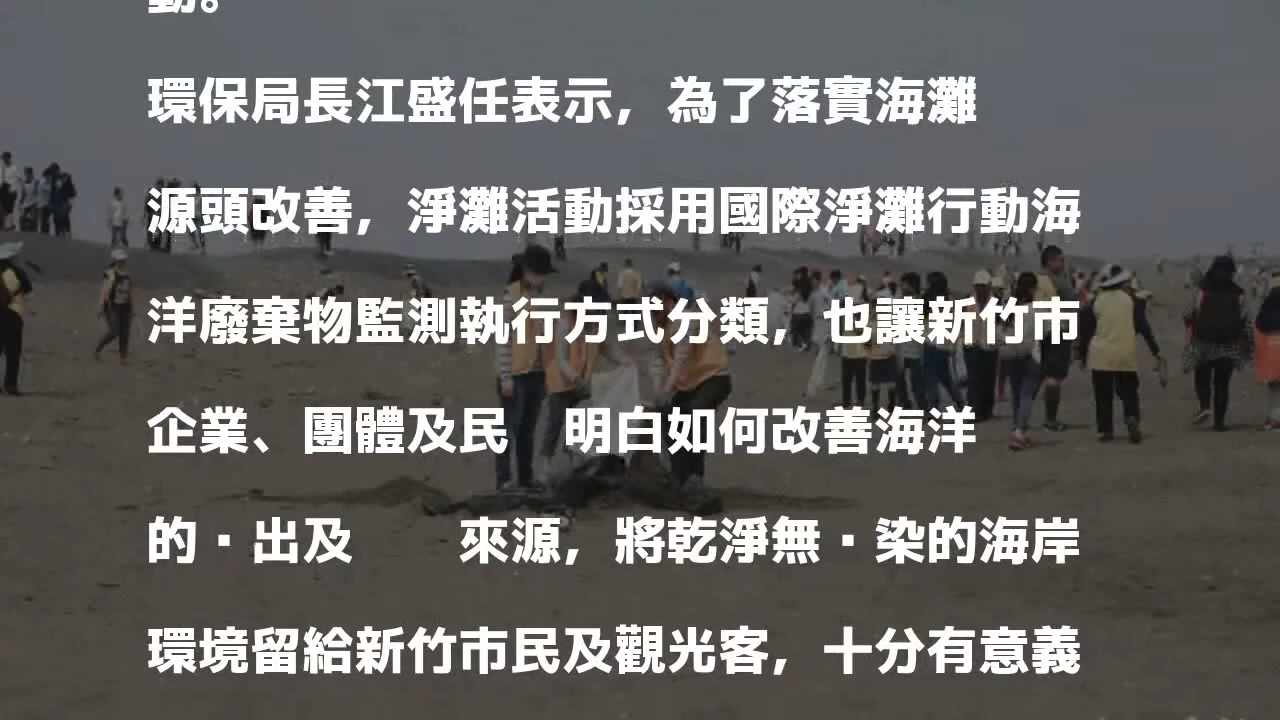 動。
環保局長江盛任表示，為了落實海灘
源頭改善，淨灘活動採用國際淨灘行動海
洋廢棄物監測執行方式分類，也讓新竹市
企業、團體及民　明白如何改善海洋
的·出及　　來源，將乾淨無·染的海岸
環境留給新竹市民及觀光客，十分有意義